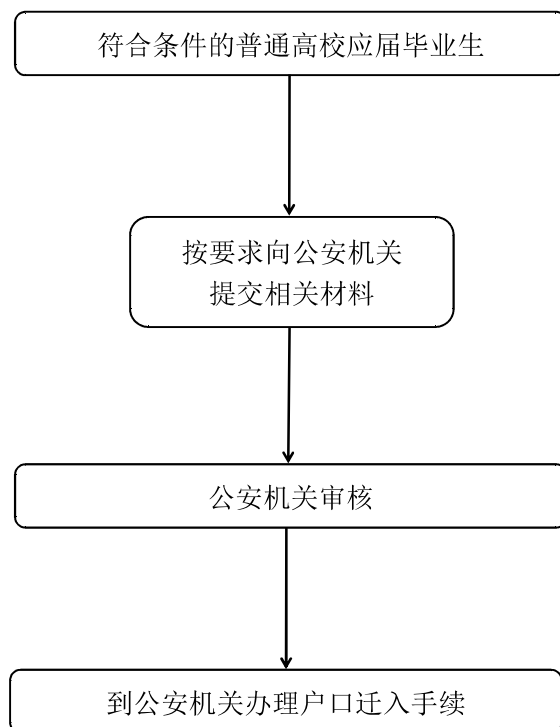 符合条件的普通高校应届毕业生
按要求向公安机关
提交相关材料
公安机关审核
到公安机关办理户口迁入手续